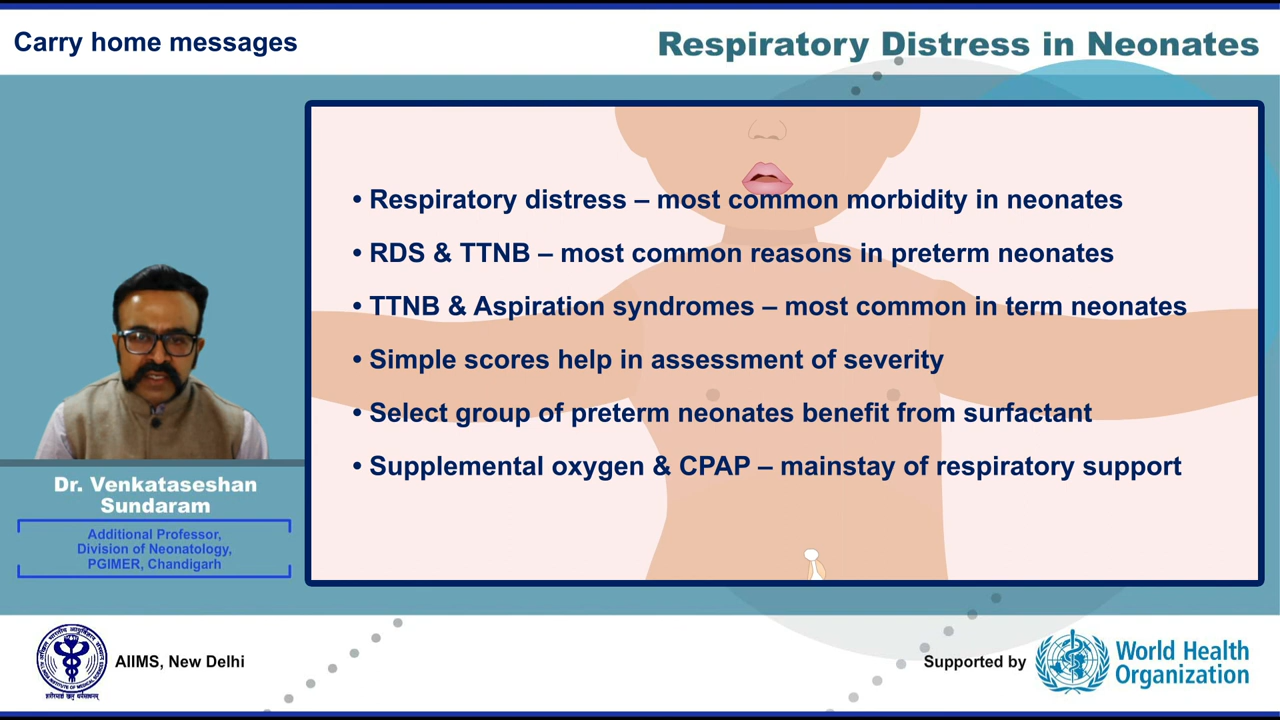 Carry home messages
Respiratory Distress in Neonates
• Respiratory distress – most common morbidity in neonates
• RDS & TTNB – most common reasons in preterm neonates
• TTNB & Aspiration syndromes – most common in term neonates
• Simple scores help in assessment of severity
• Select group of preterm neonates benefit from surfactant
• Supplemental oxygen & CPAP – mainstay of respiratory support
Dr. Venkataseshan
Sundaram
Additional Professor,
Division of Neonatology,
PGIMER, Chandigarh
AIIMS, New Delhi
Supported by
World Health
Organization